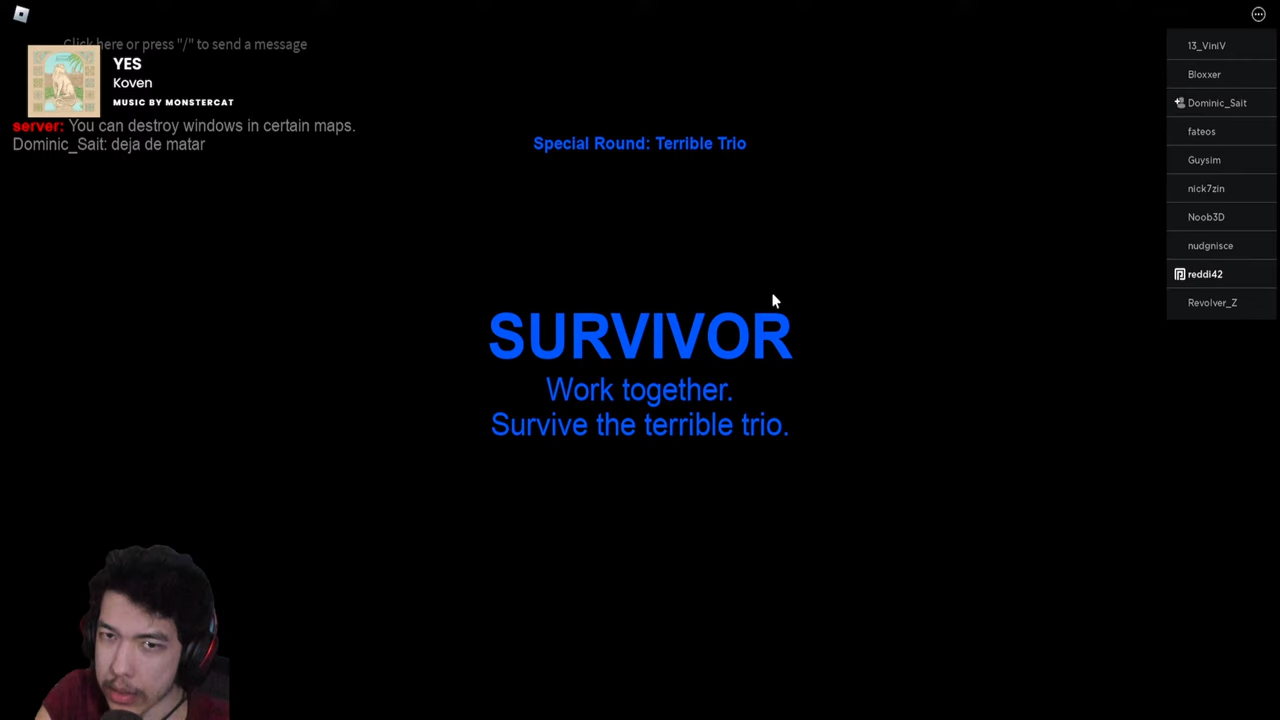 Click here or press "/" to send a message
YES
Koven
MUSIC BY MONSTERCAT
server: You can destroy windows in certain maps.
Dominic_Sait: deja de matar
Special Round: Terrible Trio
SURVIVOR
Work together.
Survive the terrible trio.
13_ViniV
Bloxxer
Dominic_Sait
fateos
Guysim
nick7zin
Noob3D
nudgnisce
reddi42
Revolver_Z